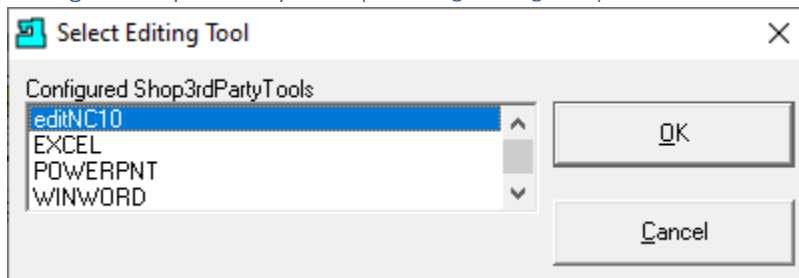 Select Editing Tool
Configured Shop3rdPartyTools
editNC10
EXCEL
POWERPNT
WINWORD
OK
Cancel